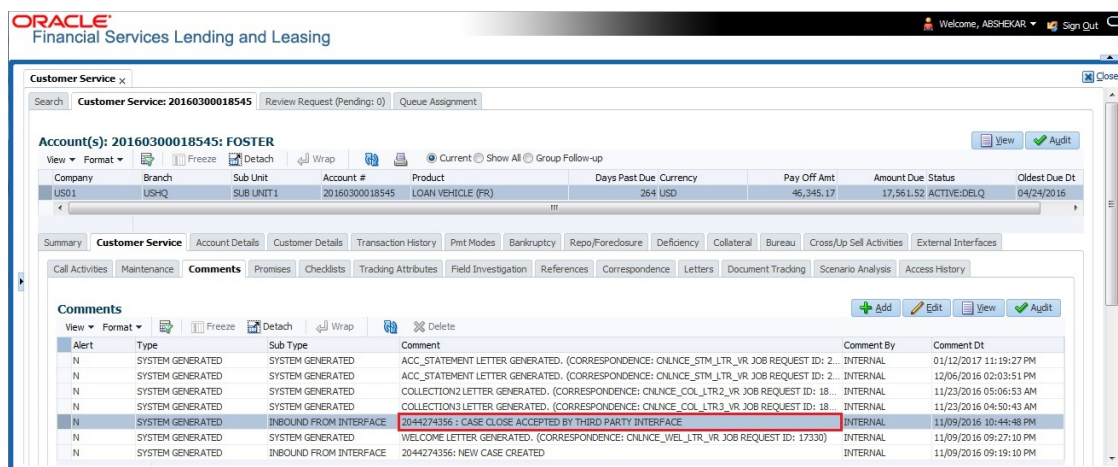 ORACLE®
Financial Services Lending and Leasing
Welcome, ABSHEKAR Sign Out
Customer Service x
Close
Search Customer Service: 20160300018545 Review Request (Pending: 0) Queue Assignment
Account(s): 20160300018545: FOSTER
View Audit
View Format Freeze Detach Wrap Current Show All Group Follow-up
Company Branch Sub Unit Account # Product Days Past Due Currency Pay Off Amt Amount Due Status Oldest Due Dt
US01 USHQ SUB UNIT1 20160300018545 LOAN VEHICLE (FR) 264 USD 46,345.17 17,561.52 ACTIVE:DELQ 04/24/2016
Summary Customer Service Account Details Customer Details Transaction History Pmt Modes Bankruptcy Repo/Foreclosure Deficiency Collateral Bureau Cross/Up Sell Activities External Interfaces
Call Activities Maintenance Comments Promises Checklists Tracking Attributes Field Investigation References Correspondence Letters Document Tracking Scenario Analysis Access History
Comments
Add Edit View Audit
View Format Freeze Detach Wrap Delete
Alert Type Sub Type Comment Comment By Comment Dt
N SYSTEM GENERATED SYSTEM GENERATED ACC_STATEMENT LETTER GENERATED. (CORRESPONDENCE: CNLNCE_STM_LTR_VR JOB REQUEST ID: 2... INTERNAL 01/12/2017 11:19:27 PM
N SYSTEM GENERATED SYSTEM GENERATED ACC_STATEMENT LETTER GENERATED. (CORRESPONDENCE: CNLNCE_STM_LTR_VR JOB REQUEST ID: 2... INTERNAL 12/06/2016 02:03:51 PM
N SYSTEM GENERATED SYSTEM GENERATED COLLECTION2 LETTER GENERATED. (CORRESPONDENCE: CNLNCE_COL_LTR2_VR JOB REQUEST ID: 18... INTERNAL 11/23/2016 05:06:53 AM
N SYSTEM GENERATED SYSTEM GENERATED COLLECTION3 LETTER GENERATED. (CORRESPONDENCE: CNLNCE_COL_LTR3_VR JOB REQUEST ID: 18... INTERNAL 11/23/2016 04:50:43 AM
N SYSTEM GENERATED INBOUND FROM INTERFACE 2044274356 : CASE CLOSE ACCEPTED BY THIRD PARTY INTERFACE INTERNAL 11/09/2016 10:44:48 PM
N SYSTEM GENERATED SYSTEM GENERATED WELCOME LETTER GENERATED. (CORRESPONDENCE: CNLNCE_WEL_LTR_VR JOB REQUEST ID: 17330) INTERNAL 11/09/2016 09:27:10 PM
N SYSTEM GENERATED INBOUND FROM INTERFACE 2044274356: NEW CASE CREATED INTERNAL 11/09/2016 09:19:10 PM